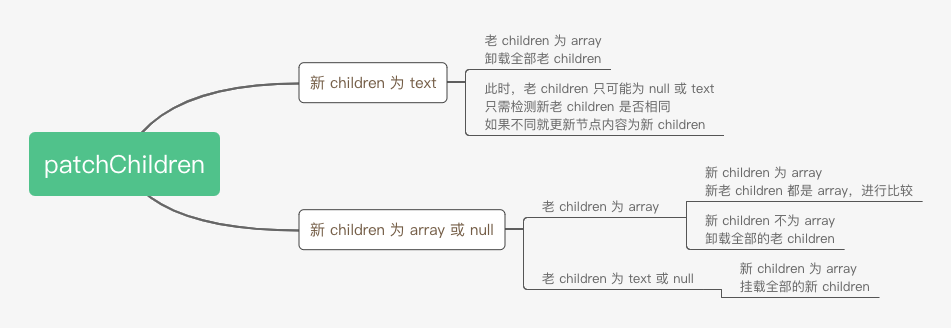 patchChildren
新 children 为 text
老 children 为 array
卸载全部老 children
此时，老 children 只可能为 null 或 text
只需检测新老 children 是否相同
如果不同就更新节点内容为新 children
新 children 为 array 或 null
老 children 为 array
新 children 为 array
新老 children 都是 array，进行比较
新 children 不为 array
卸载全部的老 children
老 children 为 text 或 null
新 children 为 array
挂载全部的新 children